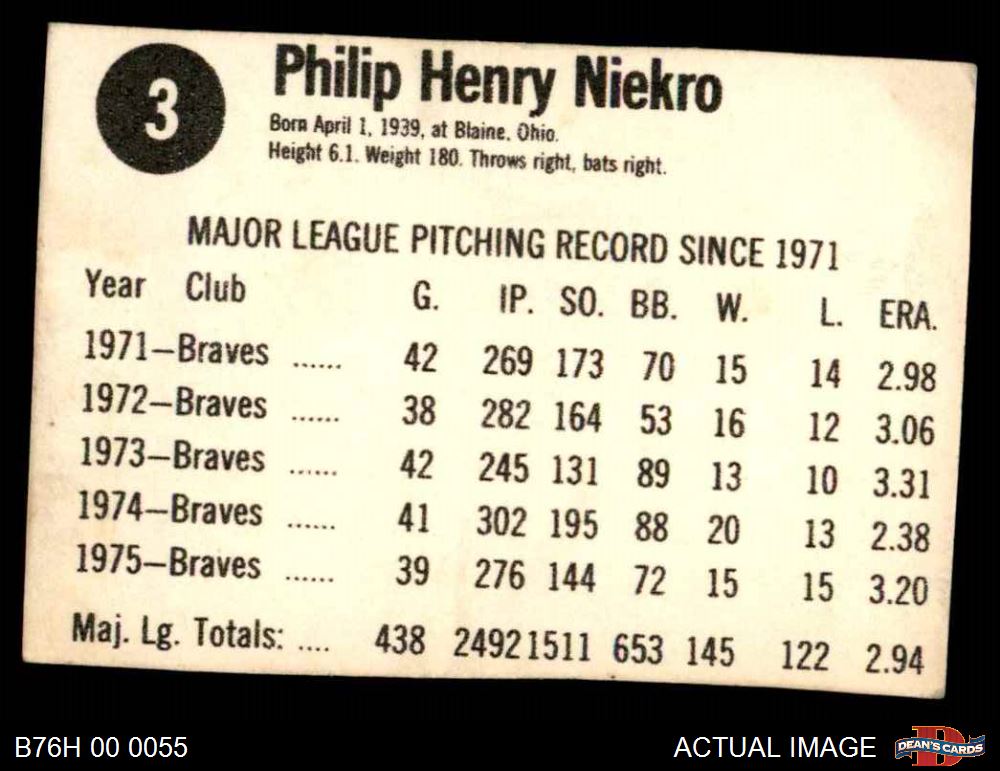 3
Philip Henry Niekro
Born April 1, 1939, at Blaine, Ohio.
Height 6.1. Weight 180. Throws right, bats right.
MAJOR LEAGUE PITCHING RECORD SINCE 1971
Year Club G. IP. SO. BB. W. L. ERA.
1971—Braves ...... 42 269 173 70 15 14 2.98
1972—Braves ...... 38 282 164 53 16 12 3.06
1973—Braves ...... 42 245 131 89 13 10 3.31
1974—Braves ...... 41 302 195 88 20 13 2.38
1975—Braves ...... 39 276 144 72 15 15 3.20
Maj. Lg. Totals: .... 438 2492 1511 653 145 122 2.94
B76H 00 0055 ACTUAL IMAGE D DEAN'S CARDS